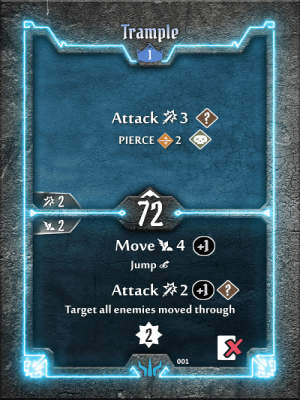 Trample
1
Attack 3 ?
PIERCE 2
2
72
2
Move 4 +1
Jump
Attack 2 +1 ?
Target all enemies moved through
2
001